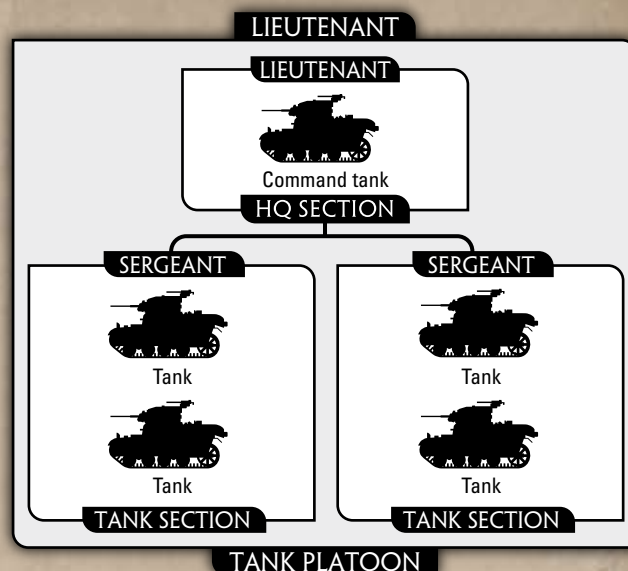 LIEUTENANT
LIEUTENANT
Command tank
HQ SECTION
SERGEANT
Tank
Tank
TANK SECTION
SERGEANT
Tank
Tank
TANK SECTION
TANK PLATOON